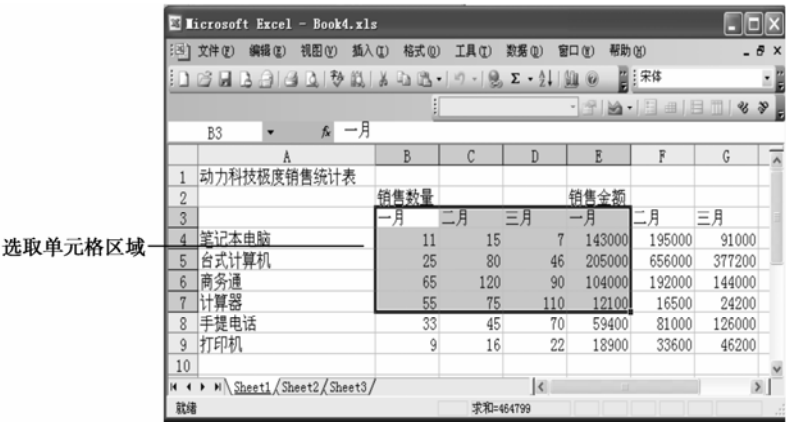 Microsoft Excel - Book4.xls
文件(F) 编辑(E) 视图(V) 插入(I) 格式(O) 工具(T) 数据(D) 窗口(W) 帮助(H)
宋体
B3 fx 一月
A B C D E F G
1 动力科技极度销售统计表
2 销售数量 销售金额
3 一月 二月 三月 一月 二月 三月
选取单元格区域
4 笔记本电脑 11 15 7 143000 195000 91000
5 台式计算机 25 80 46 205000 656000 377200
6 商务通 65 120 90 104000 192000 144000
7 计算器 55 75 110 12100 16500 24200
8 手提电话 33 45 70 59400 81000 126000
9 打印机 9 16 22 18900 33600 46200
10
Sheet1 Sheet2 Sheet3
就绪 求和=464799